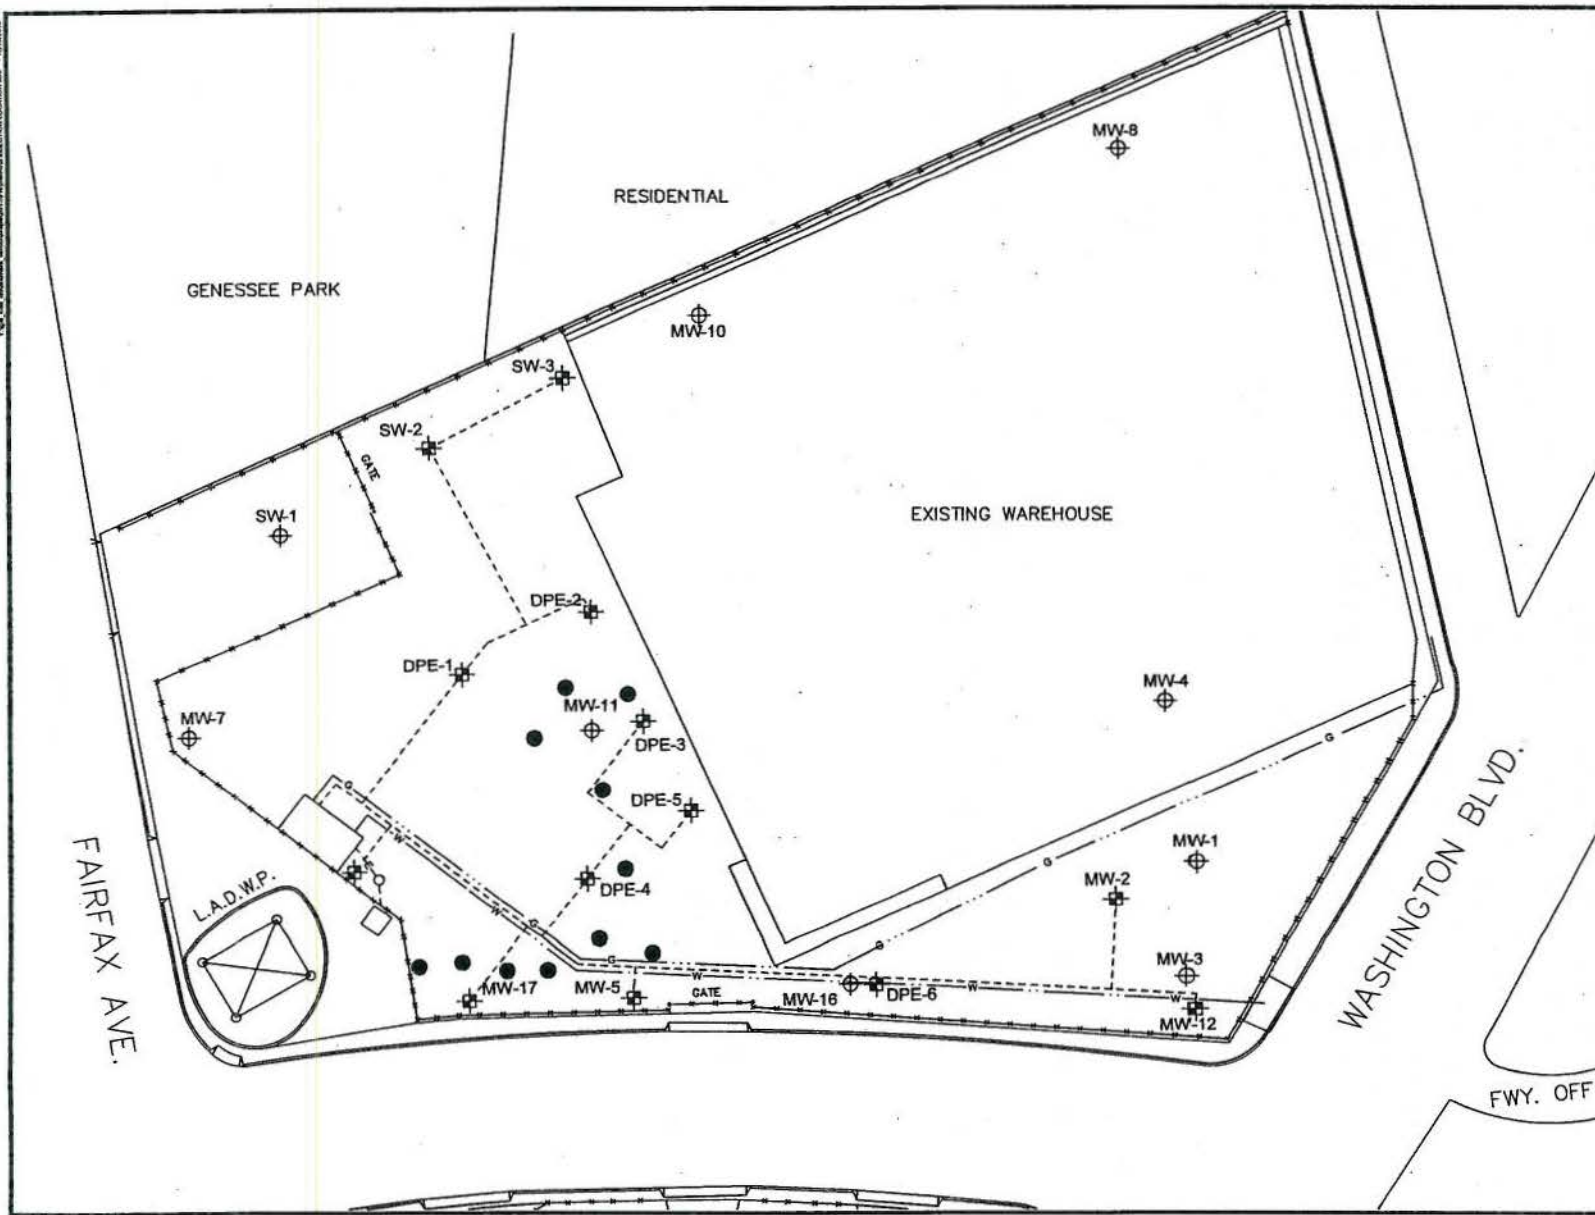 MW-8
RESIDENTIAL
GENESSEE PARK
MW-10
SW-3
SW-2
GATE
SW-1
EXISTING WAREHOUSE
DPE-2
DPE-1
MW-4
MW-11
MW-7
DPE-3
G
G
DPE-5
W
MW-1
G
L.A.D.W.P.
DPE-4
MW-2
FAIRFAX AVE.
WASHINGTON BLVD.
W
G
G
G
W
MW-3
MW-17
MW-5
GATE
MW-16
DPE-6
W
W
MW-12
FWY. OFF